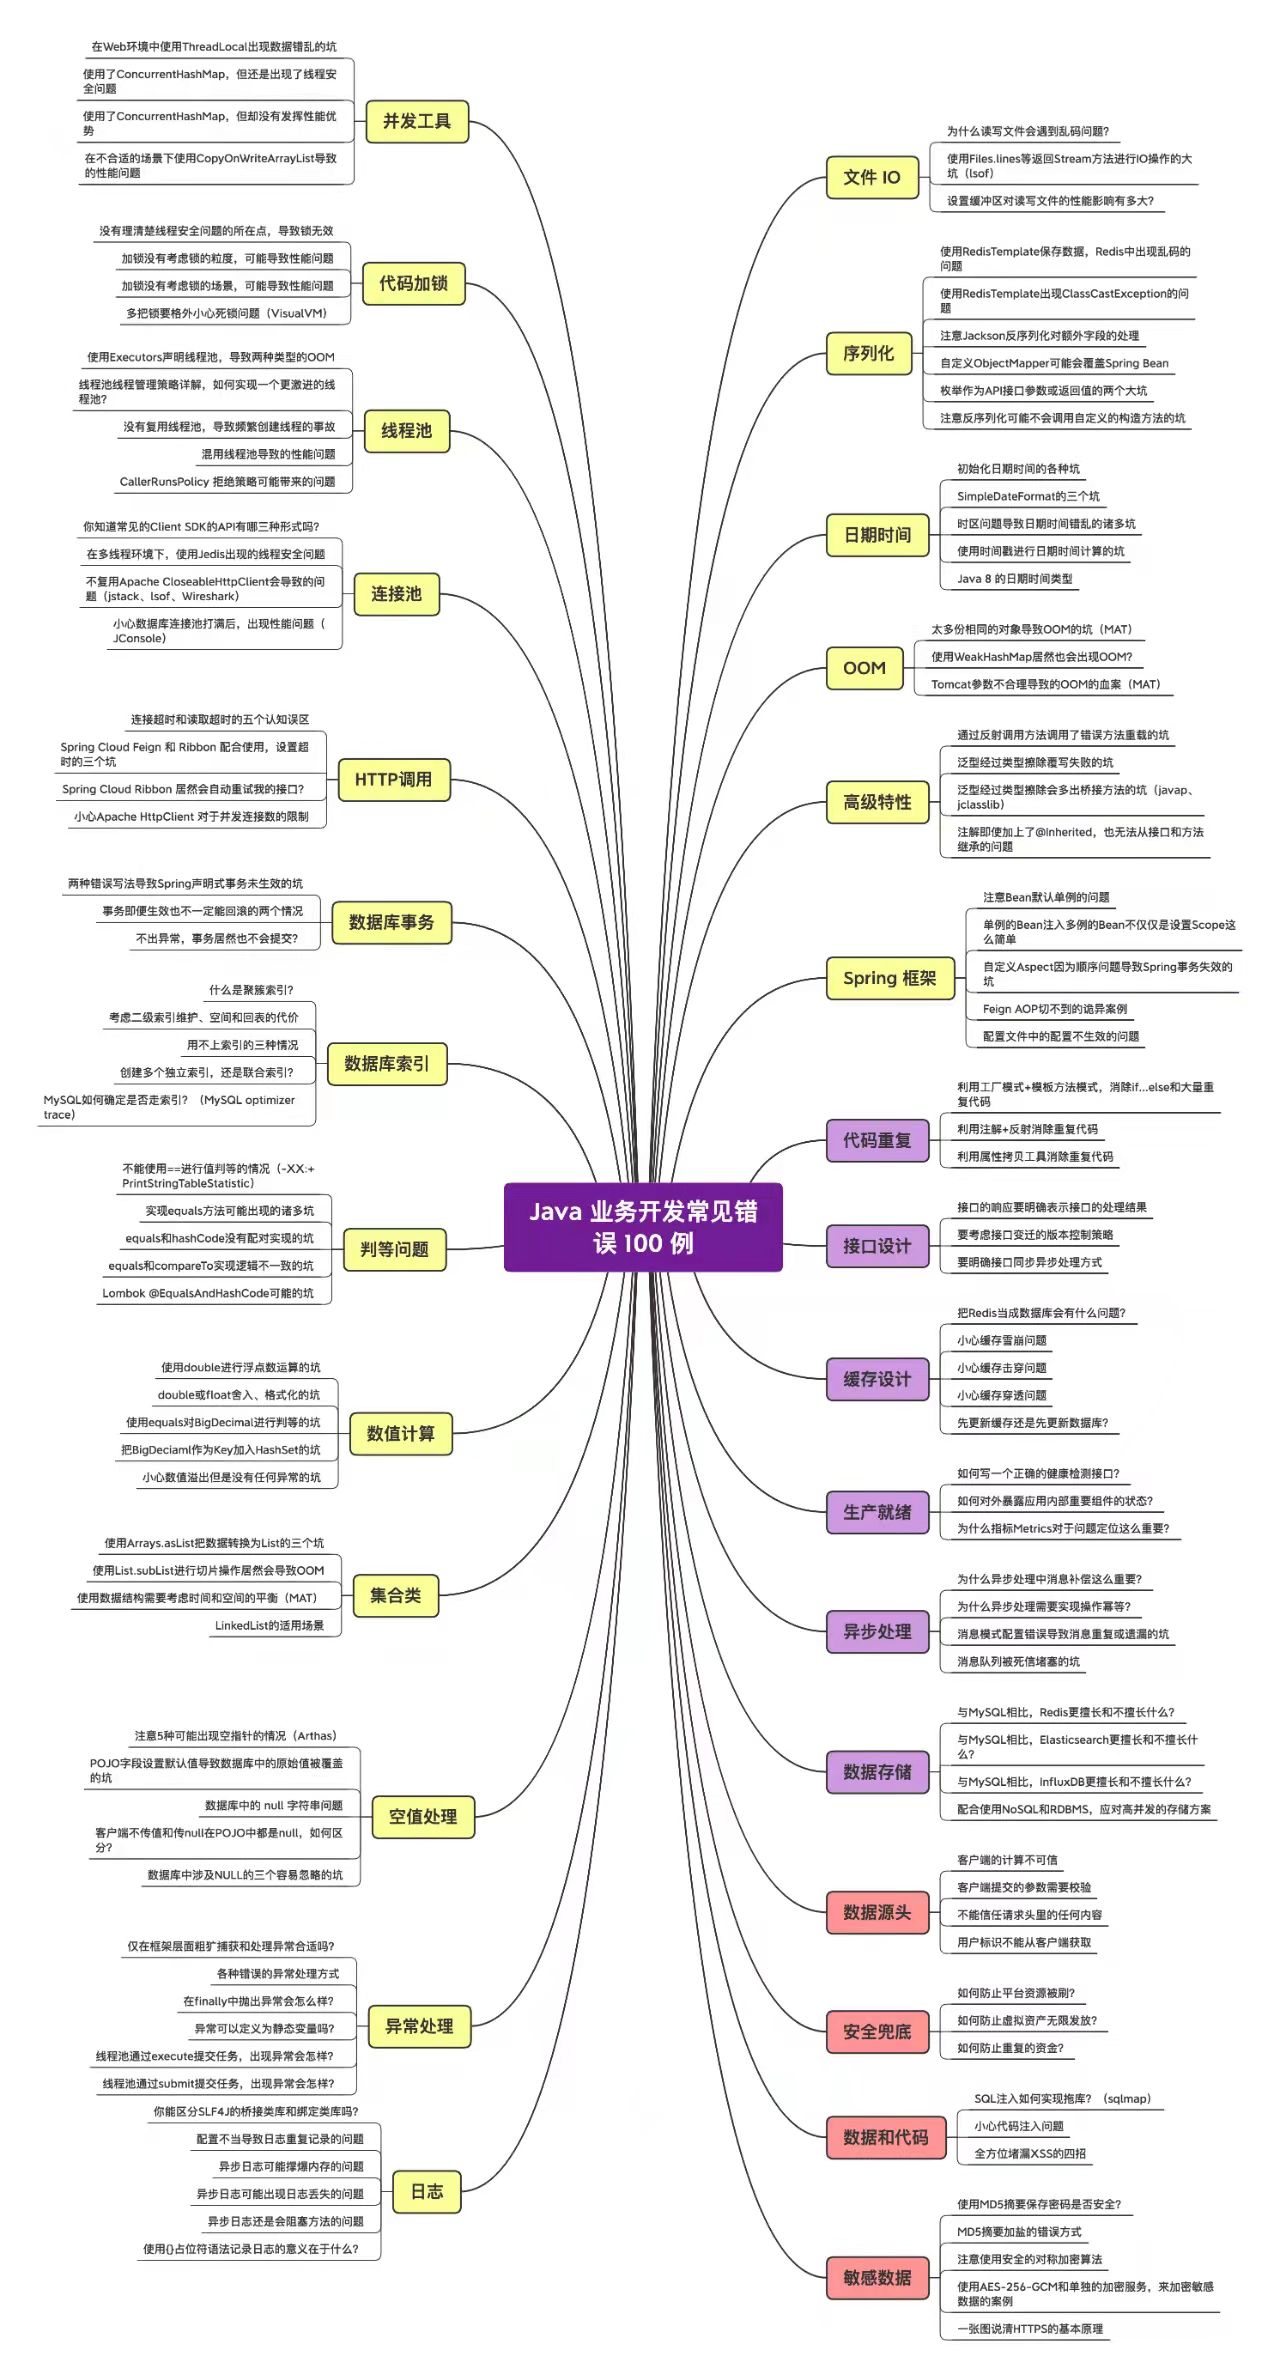 Java 业务开发常见错
误 100 例
并发工具
在Web环境中使用ThreadLocal出现数据错乱的坑
使用了ConcurrentHashMap，但还是出现了线程安
全问题
使用了ConcurrentHashMap，但却没有发挥性能优
势
在不合适的场景下使用CopyOnWriteArrayList导致
的性能问题
代码加锁
没有理清楚线程安全问题的所在点，导致锁无效
加锁没有考虑锁的粒度，可能导致性能问题
加锁没有考虑锁的场景，可能导致性能问题
多把锁要格外小心死锁问题（VisualVM）
线程池
使用Executors声明线程池，导致两种类型的OOM
线程池线程管理策略详解，如何实现一个更激进的线
程池？
没有复用线程池，导致频繁创建线程的事故
混用线程池导致的性能问题
CallerRunsPolicy 拒绝策略可能带来的问题
连接池
你知道常见的Client SDK的API有哪三种形式吗？
在多线程环境下，使用Jedis出现的线程安全问题
不复用Apache CloseableHttpClient会导致的问
题（jstack、lsof、Wireshark）
小心数据库连接池打满后，出现性能问题（
JConsole）
HTTP调用
连接超时和读取超时的五个认知误区
Spring Cloud Feign 和 Ribbon 配合使用，设置超
时的三个坑
Spring Cloud Ribbon 居然会自动重试我的接口？
小心Apache HttpClient 对于并发连接数的限制
数据库事务
两种错误写法导致Spring声明式事务未生效的坑
事务即便生效也不一定能回滚的两个情况
不出异常，事务居然也不会提交？
数据库索引
什么是聚簇索引？
考虑二级索引维护、空间和回表的代价
用不上索引的三种情况
创建多个独立索引，还是联合索引？
MySQL如何确定是否走索引？（MySQL optimizer
trace）
判等问题
不能使用==进行值判等的情况（-XX:+
PrintStringTableStatistic）
实现equals方法可能出现的诸多坑
equals和hashCode没有配对实现的坑
equals和compareTo实现逻辑不一致的坑
Lombok @EqualsAndHashCode可能的坑
数值计算
使用double进行浮点数运算的坑
double或float舍入、格式化的坑
使用equals对BigDecimal进行判等的坑
把BigDeciaml作为Key加入HashSet的坑
小心数值溢出但是没有任何异常的坑
集合类
使用Arrays.asList把数据转换为List的三个坑
使用List.subList进行切片操作居然会导致OOM
使用数据结构需要考虑时间和空间的平衡（MAT）
LinkedList的适用场景
空值处理
注意5种可能出现空指针的情况（Arthas）
POJO字段设置默认值导致数据库中的原始值被覆盖
的坑
数据库中的 null 字符串问题
客户端不传值和传null在POJO中都是null，如何区
分？
数据库中涉及NULL的三个容易忽略的坑
异常处理
仅在框架层面粗犷捕获和处理异常合适吗？
各种错误的异常处理方式
在finally中抛出异常会怎么样？
异常可以定义为静态变量吗？
线程池通过execute提交任务，出现异常会怎样？
线程池通过submit提交任务，出现异常会怎样？
日志
你能区分SLF4J的桥接类库和绑定类库吗？
配置不当导致日志重复记录的问题
异步日志可能撑爆内存的问题
异步日志可能出现日志丢失的问题
异步日志还是会阻塞方法的问题
使用{}占位符语法记录日志的意义在于什么？
文件 IO
为什么读写文件会遇到乱码问题？
使用Files.lines等返回Stream方法进行IO操作的大
坑（lsof）
设置缓冲区对读写文件的性能影响有多大？
序列化
使用RedisTemplate保存数据，Redis中出现乱码的
问题
使用RedisTemplate出现ClassCastException的问
题
注意Jackson反序列化对额外字段的处理
自定义ObjectMapper可能会覆盖Spring Bean
枚举作为API接口参数或返回值的两个大坑
注意反序列化可能不会调用自定义的构造方法的坑
日期时间
初始化日期时间的各种坑
SimpleDateFormat的三个坑
时区问题导致日期时间错乱的诸多坑
使用时间戳进行日期时间计算的坑
Java 8 的日期时间类型
OOM
太多份相同的对象导致OOM的坑（MAT）
使用WeakHashMap居然也会出现OOM？
Tomcat参数不合理导致的OOM的血案（MAT）
高级特性
通过反射调用方法调用了错误方法重载的坑
泛型经过类型擦除覆写失败的坑
泛型经过类型擦除会多出桥接方法的坑（javap、
jclasslib）
注解即使加上了@Inherited，也无法从接口和方法
继承的问题
Spring 框架
注意Bean默认单例的问题
单例的Bean注入多例的Bean不仅仅是设置Scope这
么简单
自定义Aspect因为顺序问题导致Spring事务失效的
坑
Feign AOP切不到的诡异案例
配置文件中的配置不生效的问题
代码重复
利用工厂模式+模板方法模式，消除if...else和大量重
复代码
利用注解+反射消除重复代码
利用属性拷贝工具消除重复代码
接口设计
接口的响应要明确表示接口的处理结果
要考虑接口变迁的版本控制策略
要明确接口同步异步处理方式
缓存设计
把Redis当成数据库会有什么问题？
小心缓存雪崩问题
小心缓存击穿问题
小心缓存穿透问题
先更新缓存还是先更新数据库？
生产就绪
如何写一个正确的健康检测接口？
如何对外暴露应用内部重要组件的状态？
为什么指标Metrics对于问题定位这么重要？
异步处理
为什么异步处理中消息补偿这么重要？
为什么异步处理需要实现操作幂等？
消息模式配置错误导致消息重复或遗漏的坑
消息队列被死信堵塞的坑
数据存储
与MySQL相比，Redis更擅长和不擅长什么？
与MySQL相比，Elasticsearch更擅长和不擅长什
么？
与MySQL相比，InfluxDB更擅长和不擅长什么？
配合使用NoSQL和RDBMS，应对高并发的存储方案
数据源头
客户端的计算不可信
客户端提交的参数需要校验
不能信任请求头里的任何内容
用户标识不能从客户端获取
安全兜底
如何防止平台资源被刷？
如何防止虚拟资产无限发放？
如何防止重复的资金？
数据和代码
SQL注入如何实现拖库？（sqlmap）
小心代码注入问题
全方位堵漏XSS的四招
敏感数据
使用MD5摘要保存密码是否安全？
MD5摘要加盐的错误方式
注意使用安全的对称加密算法
使用AES-256-GCM和单独的加密服务，来加密敏感
数据的案例
一张图说清HTTPS的基本原理